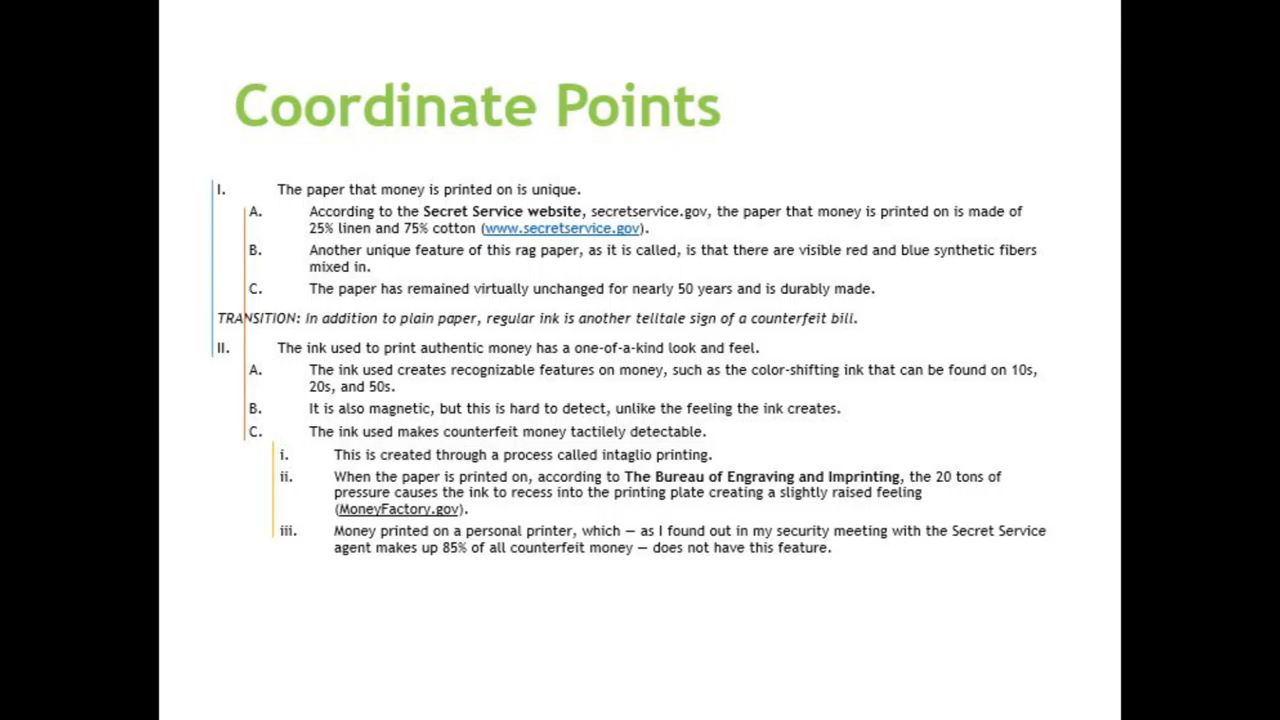 Coordinate Points
I. The paper that money is printed on is unique.
A. According to the Secret Service website, secretservice.gov, the paper that money is printed on is made of
25% linen and 75% cotton (www.secretservice.gov).
B. Another unique feature of this rag paper, as it is called, is that there are visible red and blue synthetic fibers
mixed in.
C. The paper has remained virtually unchanged for nearly 50 years and is durably made.
TRANSITION: In addition to plain paper, regular ink is another telltale sign of a counterfeit bill.
II. The ink used to print authentic money has a one-of-a-kind look and feel.
A. The ink used creates recognizable features on money, such as the color-shifting ink that can be found on 10s,
20s, and 50s.
B. It is also magnetic, but this is hard to detect, unlike the feeling the ink creates.
C. The ink used makes counterfeit money tactilely detectable.
i. This is created through a process called intaglio printing.
ii. When the paper is printed on, according to The Bureau of Engraving and Imprinting, the 20 tons of
pressure causes the ink to recess into the printing plate creating a slightly raised feeling
(MoneyFactory.gov).
iii. Money printed on a personal printer, which — as I found out in my security meeting with the Secret Service
agent makes up 85% of all counterfeit money — does not have this feature.